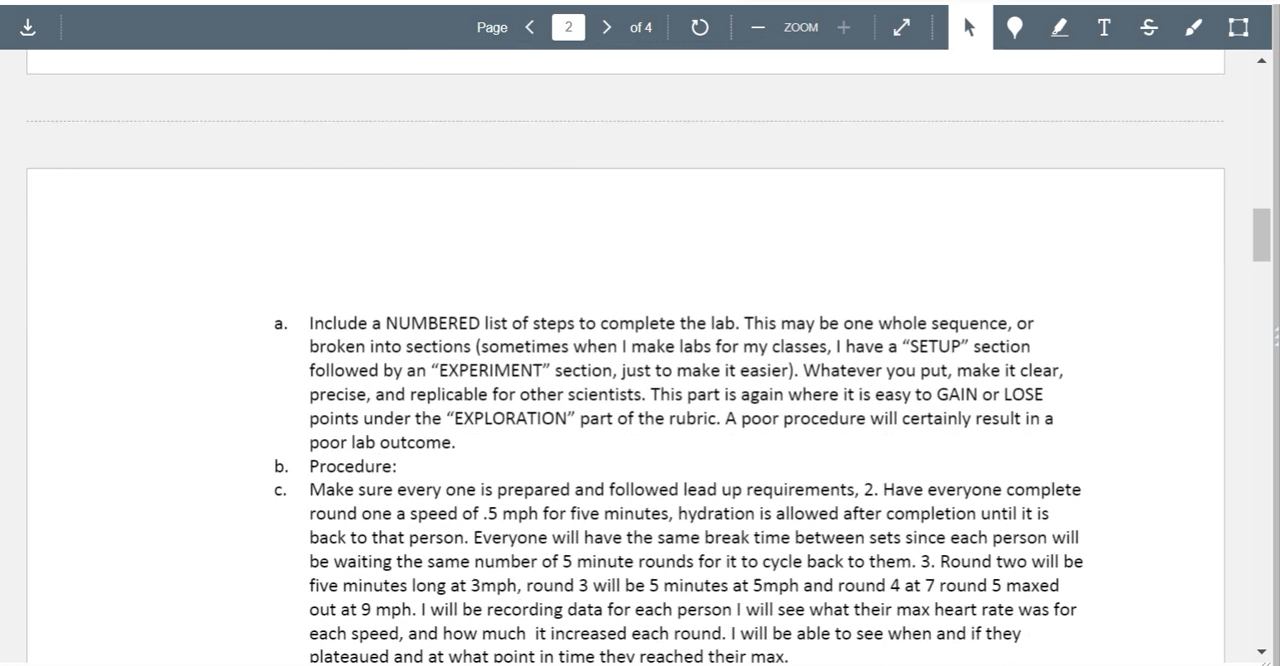 Page 2 of 4 ZOOM T S
a. Include a NUMBERED list of steps to complete the lab. This may be one whole sequence, or
broken into sections (sometimes when I make labs for my classes, I have a “SETUP” section
followed by an “EXPERIMENT” section, just to make it easier). Whatever you put, make it clear,
precise, and replicable for other scientists. This part is again where it is easy to GAIN or LOSE
points under the “EXPLORATION” part of the rubric. A poor procedure will certainly result in a
poor lab outcome.
b. Procedure:
c. Make sure every one is prepared and followed lead up requirements, 2. Have everyone complete
round one a speed of .5 mph for five minutes, hydration is allowed after completion until it is
back to that person. Everyone will have the same break time between sets since each person will
be waiting the same number of 5 minute rounds for it to cycle back to them. 3. Round two will be
five minutes long at 3mph, round 3 will be 5 minutes at 5mph and round 4 at 7 round 5 maxed
out at 9 mph. I will be recording data for each person I will see what their max heart rate was for
each speed, and how much it increased each round. I will be able to see when and if they
plateaued and at what point in time they reached their max.